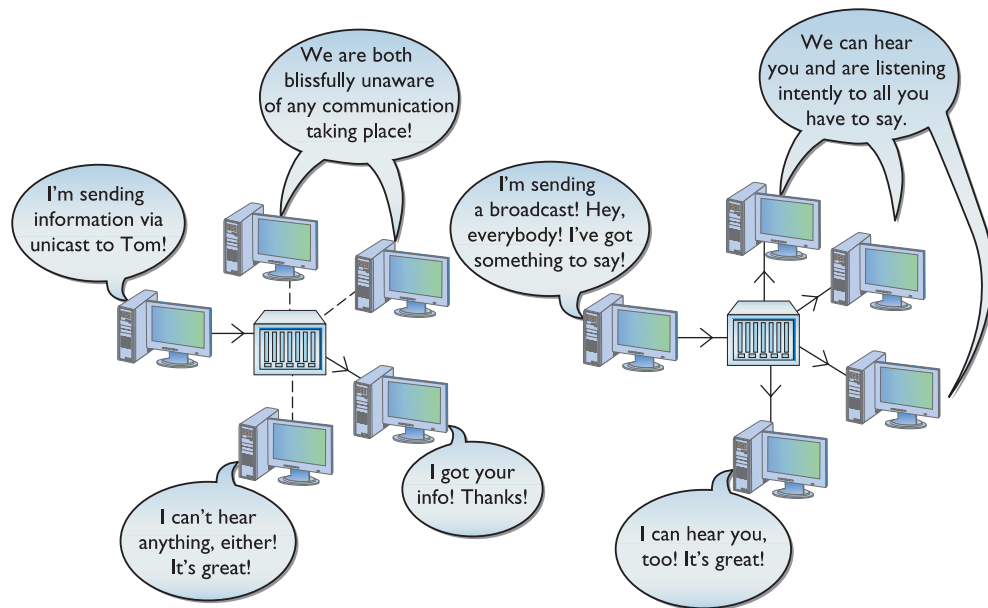 We are both
blissfully unaware
of any communication
taking place!
I'm sending
information via
unicast to Tom!
I got your
info! Thanks!
I can't hear
anything, either!
It's great!
We can hear
you and are listening
intently to all you
have to say.
I'm sending
a broadcast! Hey,
everybody! I've got
something to say!
I can hear you,
too! It's great!